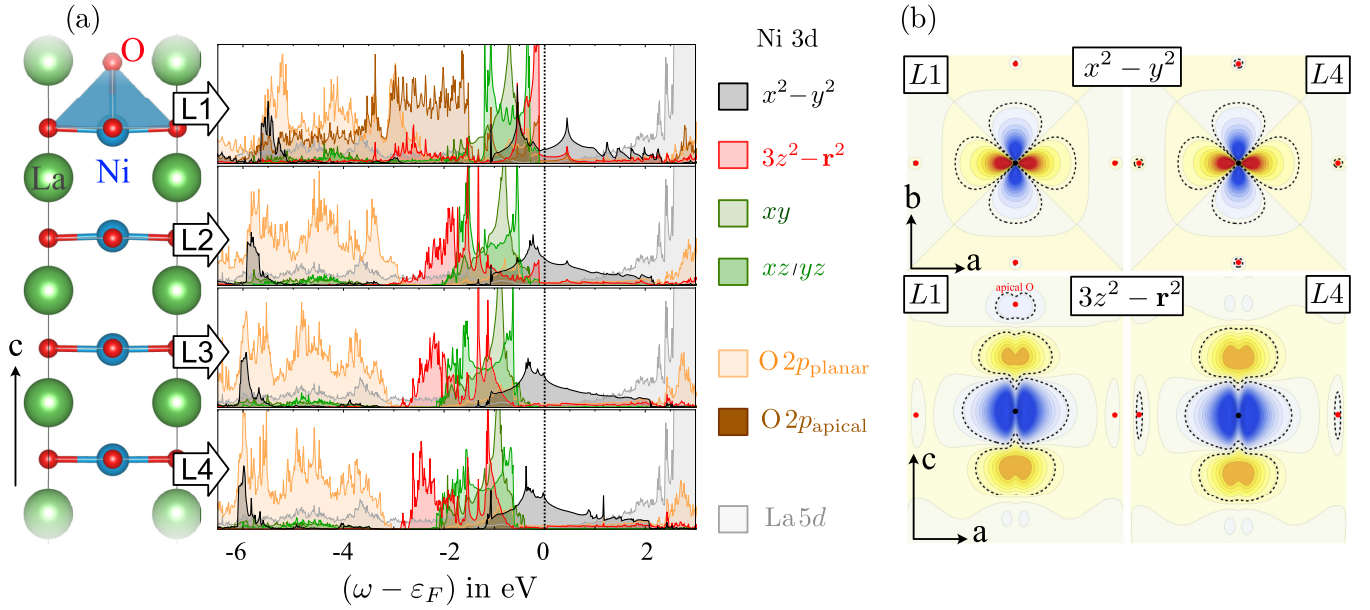 (a)
O
L1
La
Ni
L2
L3
c
L4
-6
-4
-2
0
2
(ω − ε_F) in eV
Ni 3d
x²−y²
3z²−r²
xy
xz/yz
O 2p_planar
O 2p_apical
La 5d
(b)
L1
x² − y²
L4
b
a
L1
apical O
3z² − r²
L4
c
a